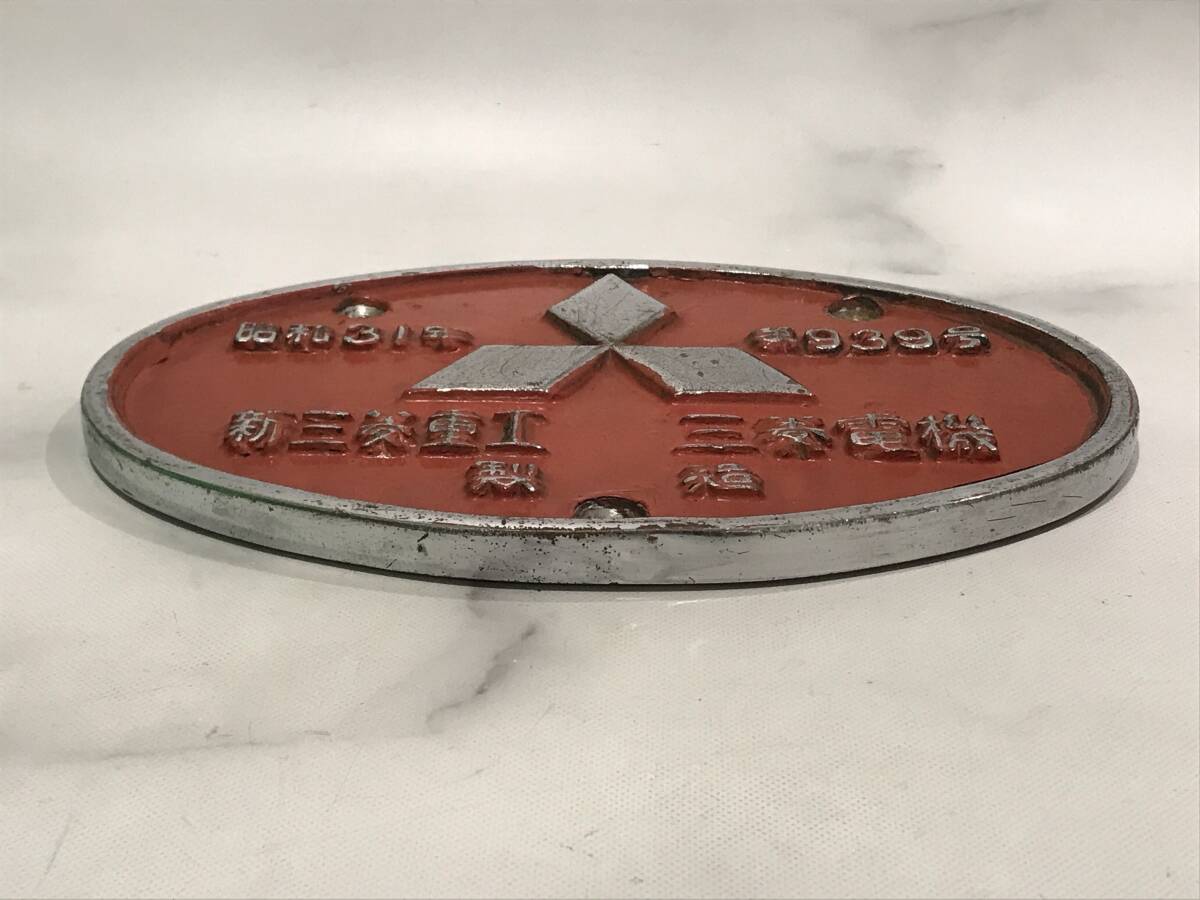 昭和31年 第939号
新三菱重工 三菱電機
製造